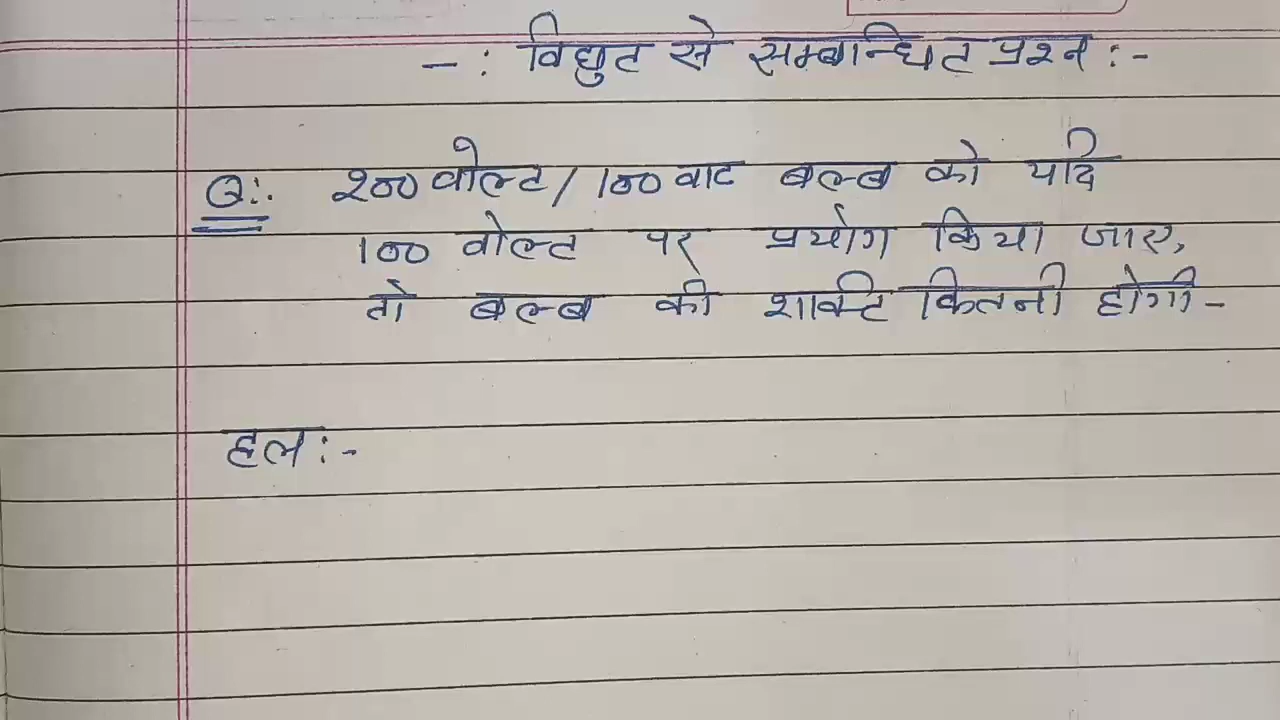 -: विद्युत से सम्बन्धित प्रश्न :-
Q:. 200 वोल्ट / 100 वाट बल्ब को यदि
100 वोल्ट पर प्रयोग किया जाए,
तो बल्ब की शक्ति कितनी होगी -
हल :-